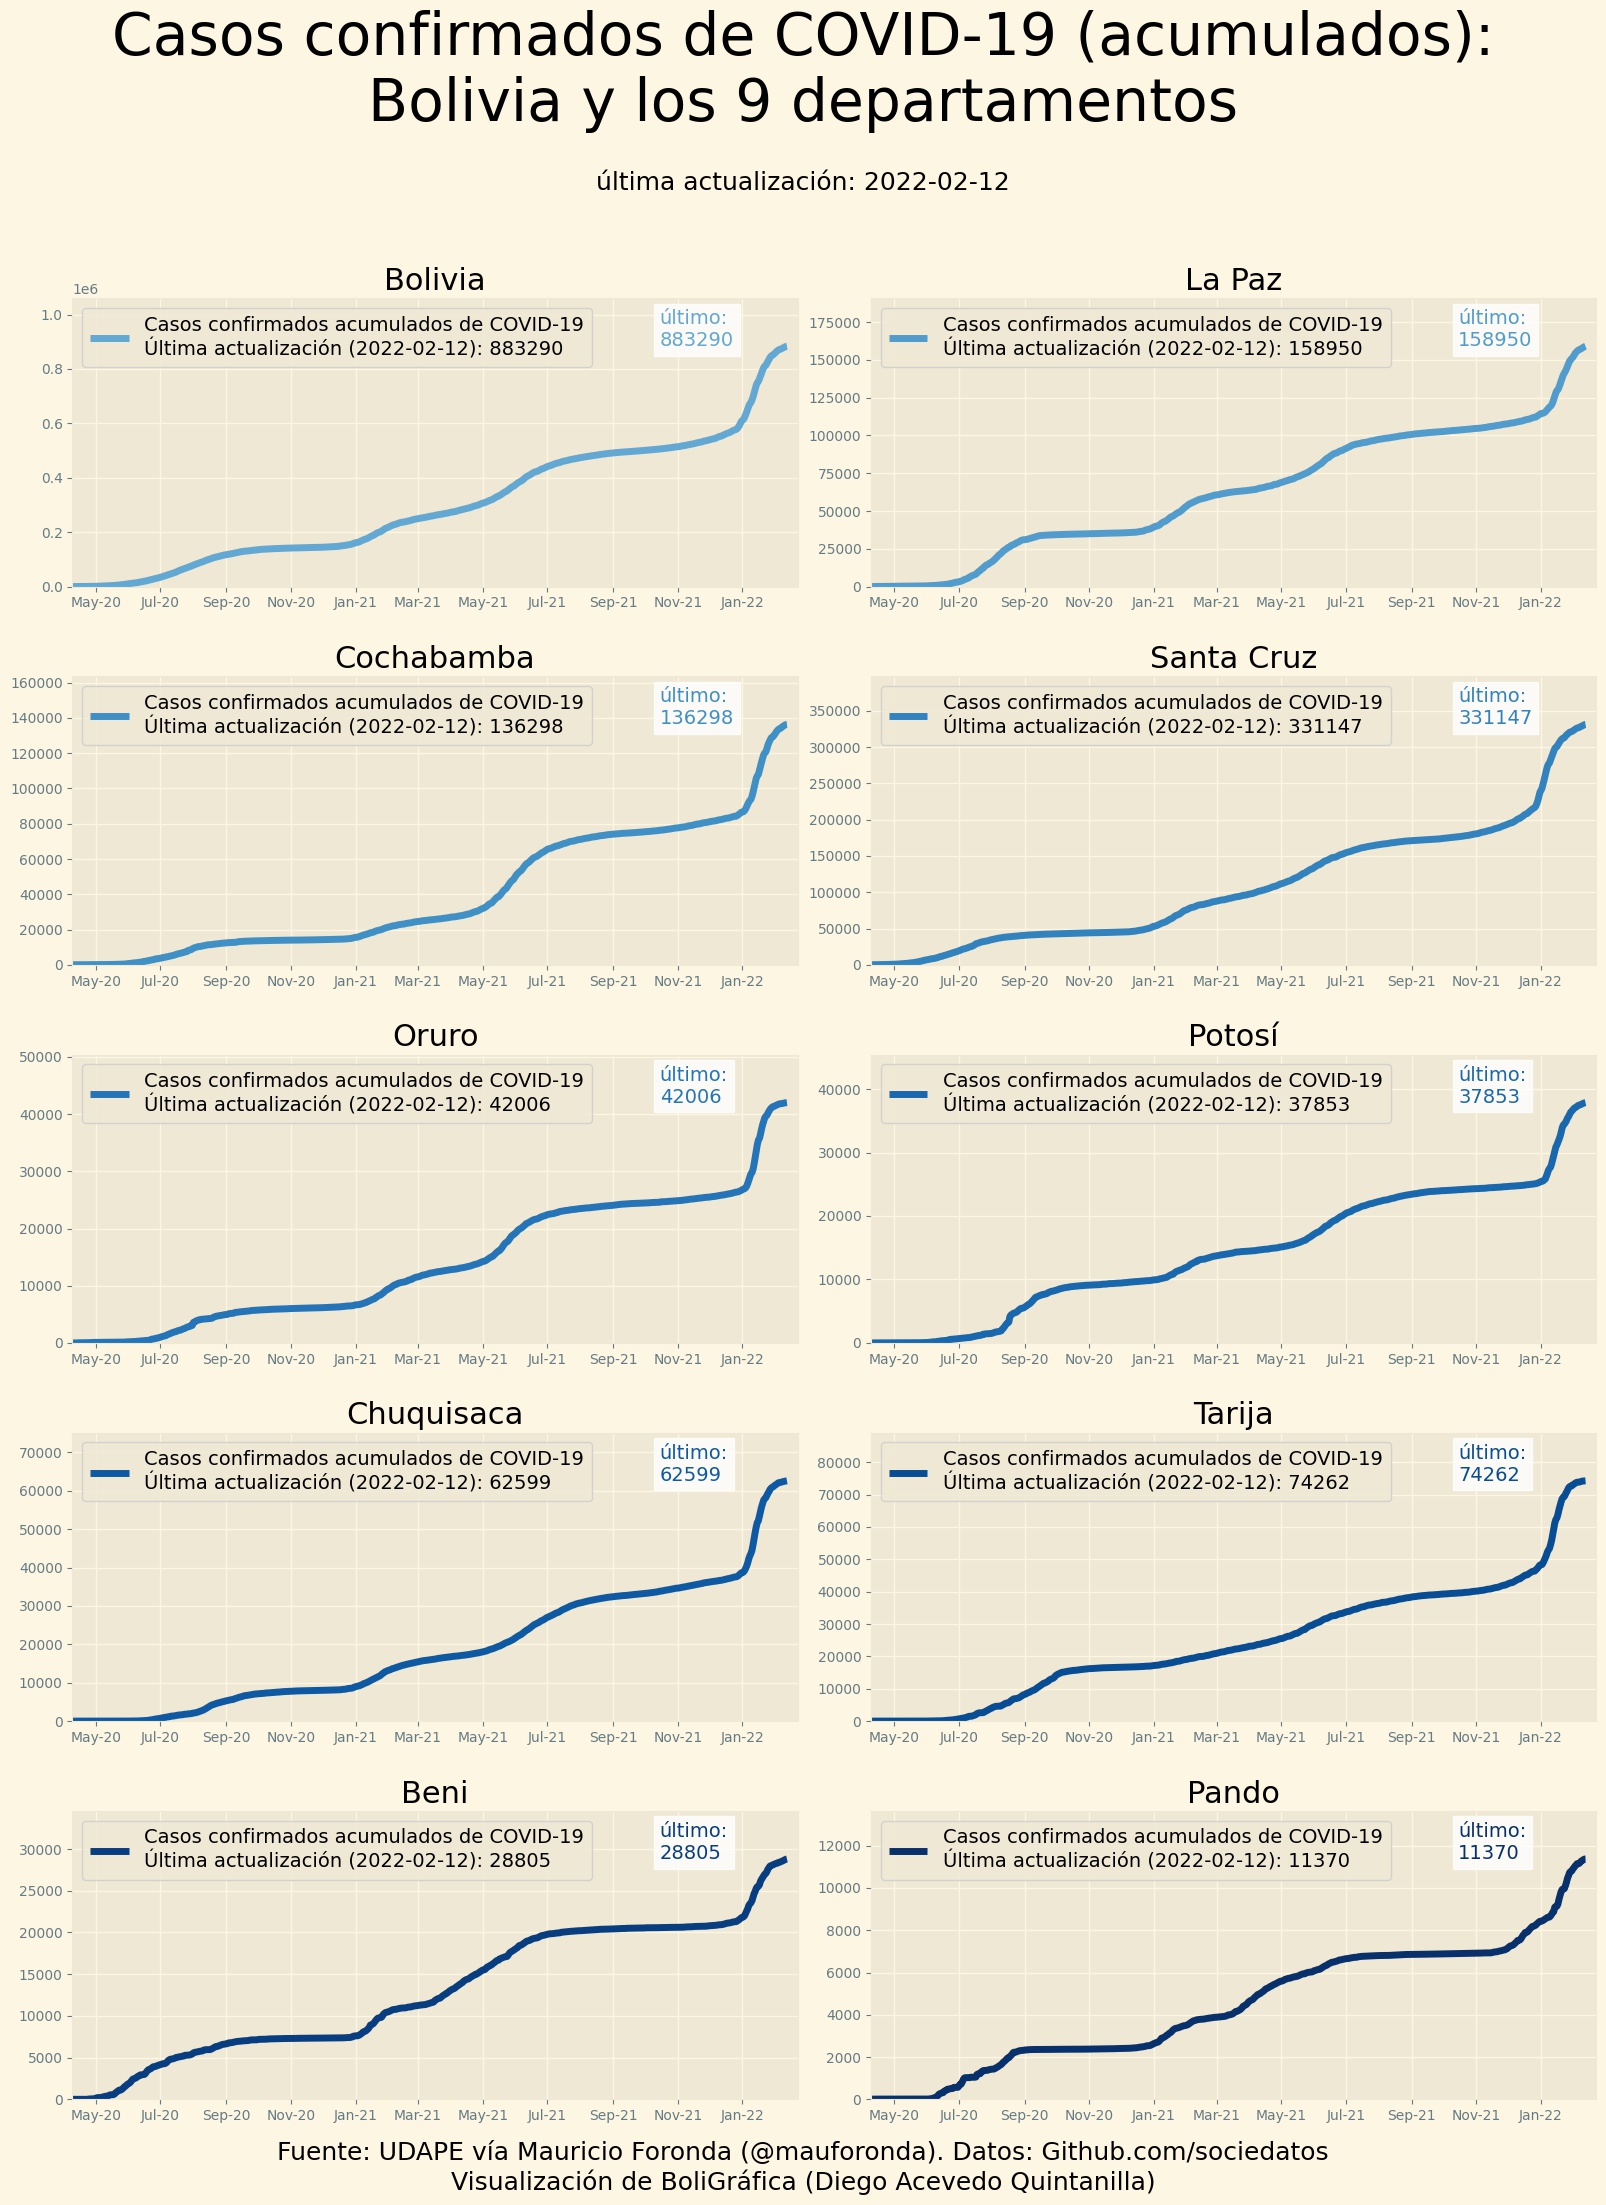 Casos confirmados de COVID-19 (acumulados):
Bolivia y los 9 departamentos
última actualización: 2022-02-12
Bolivia
1e6
1.0
0.8
0.6
0.4
0.2
0.0
Casos confirmados acumulados de COVID-19
Última actualización (2022-02-12): 883290
último:
883290
May-20 Jul-20 Sep-20 Nov-20 Jan-21 Mar-21 May-21 Jul-21 Sep-21 Nov-21 Jan-22
La Paz
175000
150000
125000
100000
75000
50000
25000
0
Casos confirmados acumulados de COVID-19
Última actualización (2022-02-12): 158950
último:
158950
May-20 Jul-20 Sep-20 Nov-20 Jan-21 Mar-21 May-21 Jul-21 Sep-21 Nov-21 Jan-22
Cochabamba
160000
140000
120000
100000
80000
60000
40000
20000
0
Casos confirmados acumulados de COVID-19
Última actualización (2022-02-12): 136298
último:
136298
May-20 Jul-20 Sep-20 Nov-20 Jan-21 Mar-21 May-21 Jul-21 Sep-21 Nov-21 Jan-22
Santa Cruz
350000
300000
250000
200000
150000
100000
50000
0
Casos confirmados acumulados de COVID-19
Última actualización (2022-02-12): 331147
último:
331147
May-20 Jul-20 Sep-20 Nov-20 Jan-21 Mar-21 May-21 Jul-21 Sep-21 Nov-21 Jan-22
Oruro
50000
40000
30000
20000
10000
0
Casos confirmados acumulados de COVID-19
Última actualización (2022-02-12): 42006
último:
42006
May-20 Jul-20 Sep-20 Nov-20 Jan-21 Mar-21 May-21 Jul-21 Sep-21 Nov-21 Jan-22
Potosí
40000
30000
20000
10000
0
Casos confirmados acumulados de COVID-19
Última actualización (2022-02-12): 37853
último:
37853
May-20 Jul-20 Sep-20 Nov-20 Jan-21 Mar-21 May-21 Jul-21 Sep-21 Nov-21 Jan-22
Chuquisaca
70000
60000
50000
40000
30000
20000
10000
0
Casos confirmados acumulados de COVID-19
Última actualización (2022-02-12): 62599
último:
62599
May-20 Jul-20 Sep-20 Nov-20 Jan-21 Mar-21 May-21 Jul-21 Sep-21 Nov-21 Jan-22
Tarija
80000
70000
60000
50000
40000
30000
20000
10000
0
Casos confirmados acumulados de COVID-19
Última actualización (2022-02-12): 74262
último:
74262
May-20 Jul-20 Sep-20 Nov-20 Jan-21 Mar-21 May-21 Jul-21 Sep-21 Nov-21 Jan-22
Beni
30000
25000
20000
15000
10000
5000
0
Casos confirmados acumulados de COVID-19
Última actualización (2022-02-12): 28805
último:
28805
May-20 Jul-20 Sep-20 Nov-20 Jan-21 Mar-21 May-21 Jul-21 Sep-21 Nov-21 Jan-22
Pando
12000
10000
8000
6000
4000
2000
0
Casos confirmados acumulados de COVID-19
Última actualización (2022-02-12): 11370
último:
11370
May-20 Jul-20 Sep-20 Nov-20 Jan-21 Mar-21 May-21 Jul-21 Sep-21 Nov-21 Jan-22
Fuente: UDAPE vía Mauricio Foronda (@mauforonda). Datos: Github.com/sociedatos
Visualización de BoliGráfica (Diego Acevedo Quintanilla)